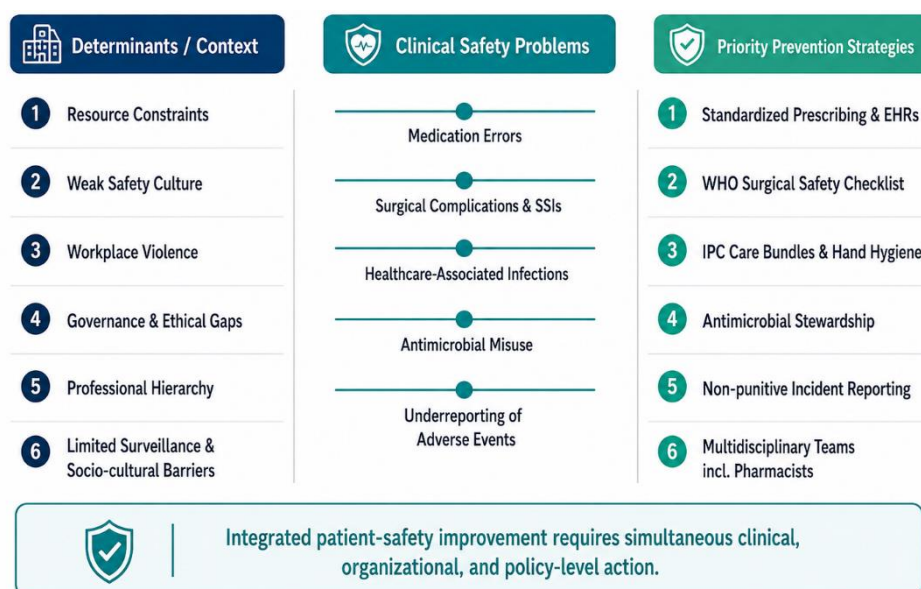 Determinants / Context
1 Resource Constraints
2 Weak Safety Culture
3 Workplace Violence
4 Governance & Ethical Gaps
5 Professional Hierarchy
6 Limited Surveillance &
Socio-cultural Barriers
Clinical Safety Problems
Medication Errors
Surgical Complications & SSIs
Healthcare-Associated Infections
Antimicrobial Misuse
Underreporting of
Adverse Events
Priority Prevention Strategies
1 Standardized Prescribing & EHRs
2 WHO Surgical Safety Checklist
3 IPC Care Bundles & Hand Hygiene
4 Antimicrobial Stewardship
5 Non-punitive Incident Reporting
6 Multidisciplinary Teams
incl. Pharmacists
Integrated patient-safety improvement requires simultaneous clinical,
organizational, and policy-level action.